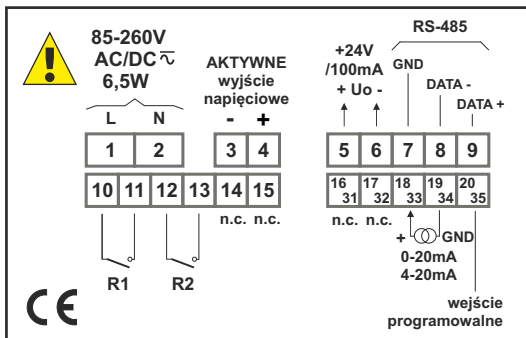 85-260V
AC/DC
6,5W
L N
AKTYWNE
wyjście
napięciowe
- +
+24V
/100mA
+ Uo -
RS-485
GND
DATA -
DATA +
1 2 3 4 5 6 7 8 9
10 11 12 13 14 15 16 31 17 32 18 33 19 34 20 35
n.c. n.c. n.c. n.c.
R1 R2
+ GND
0-20mA
4-20mA
wejście
programowalne
CE